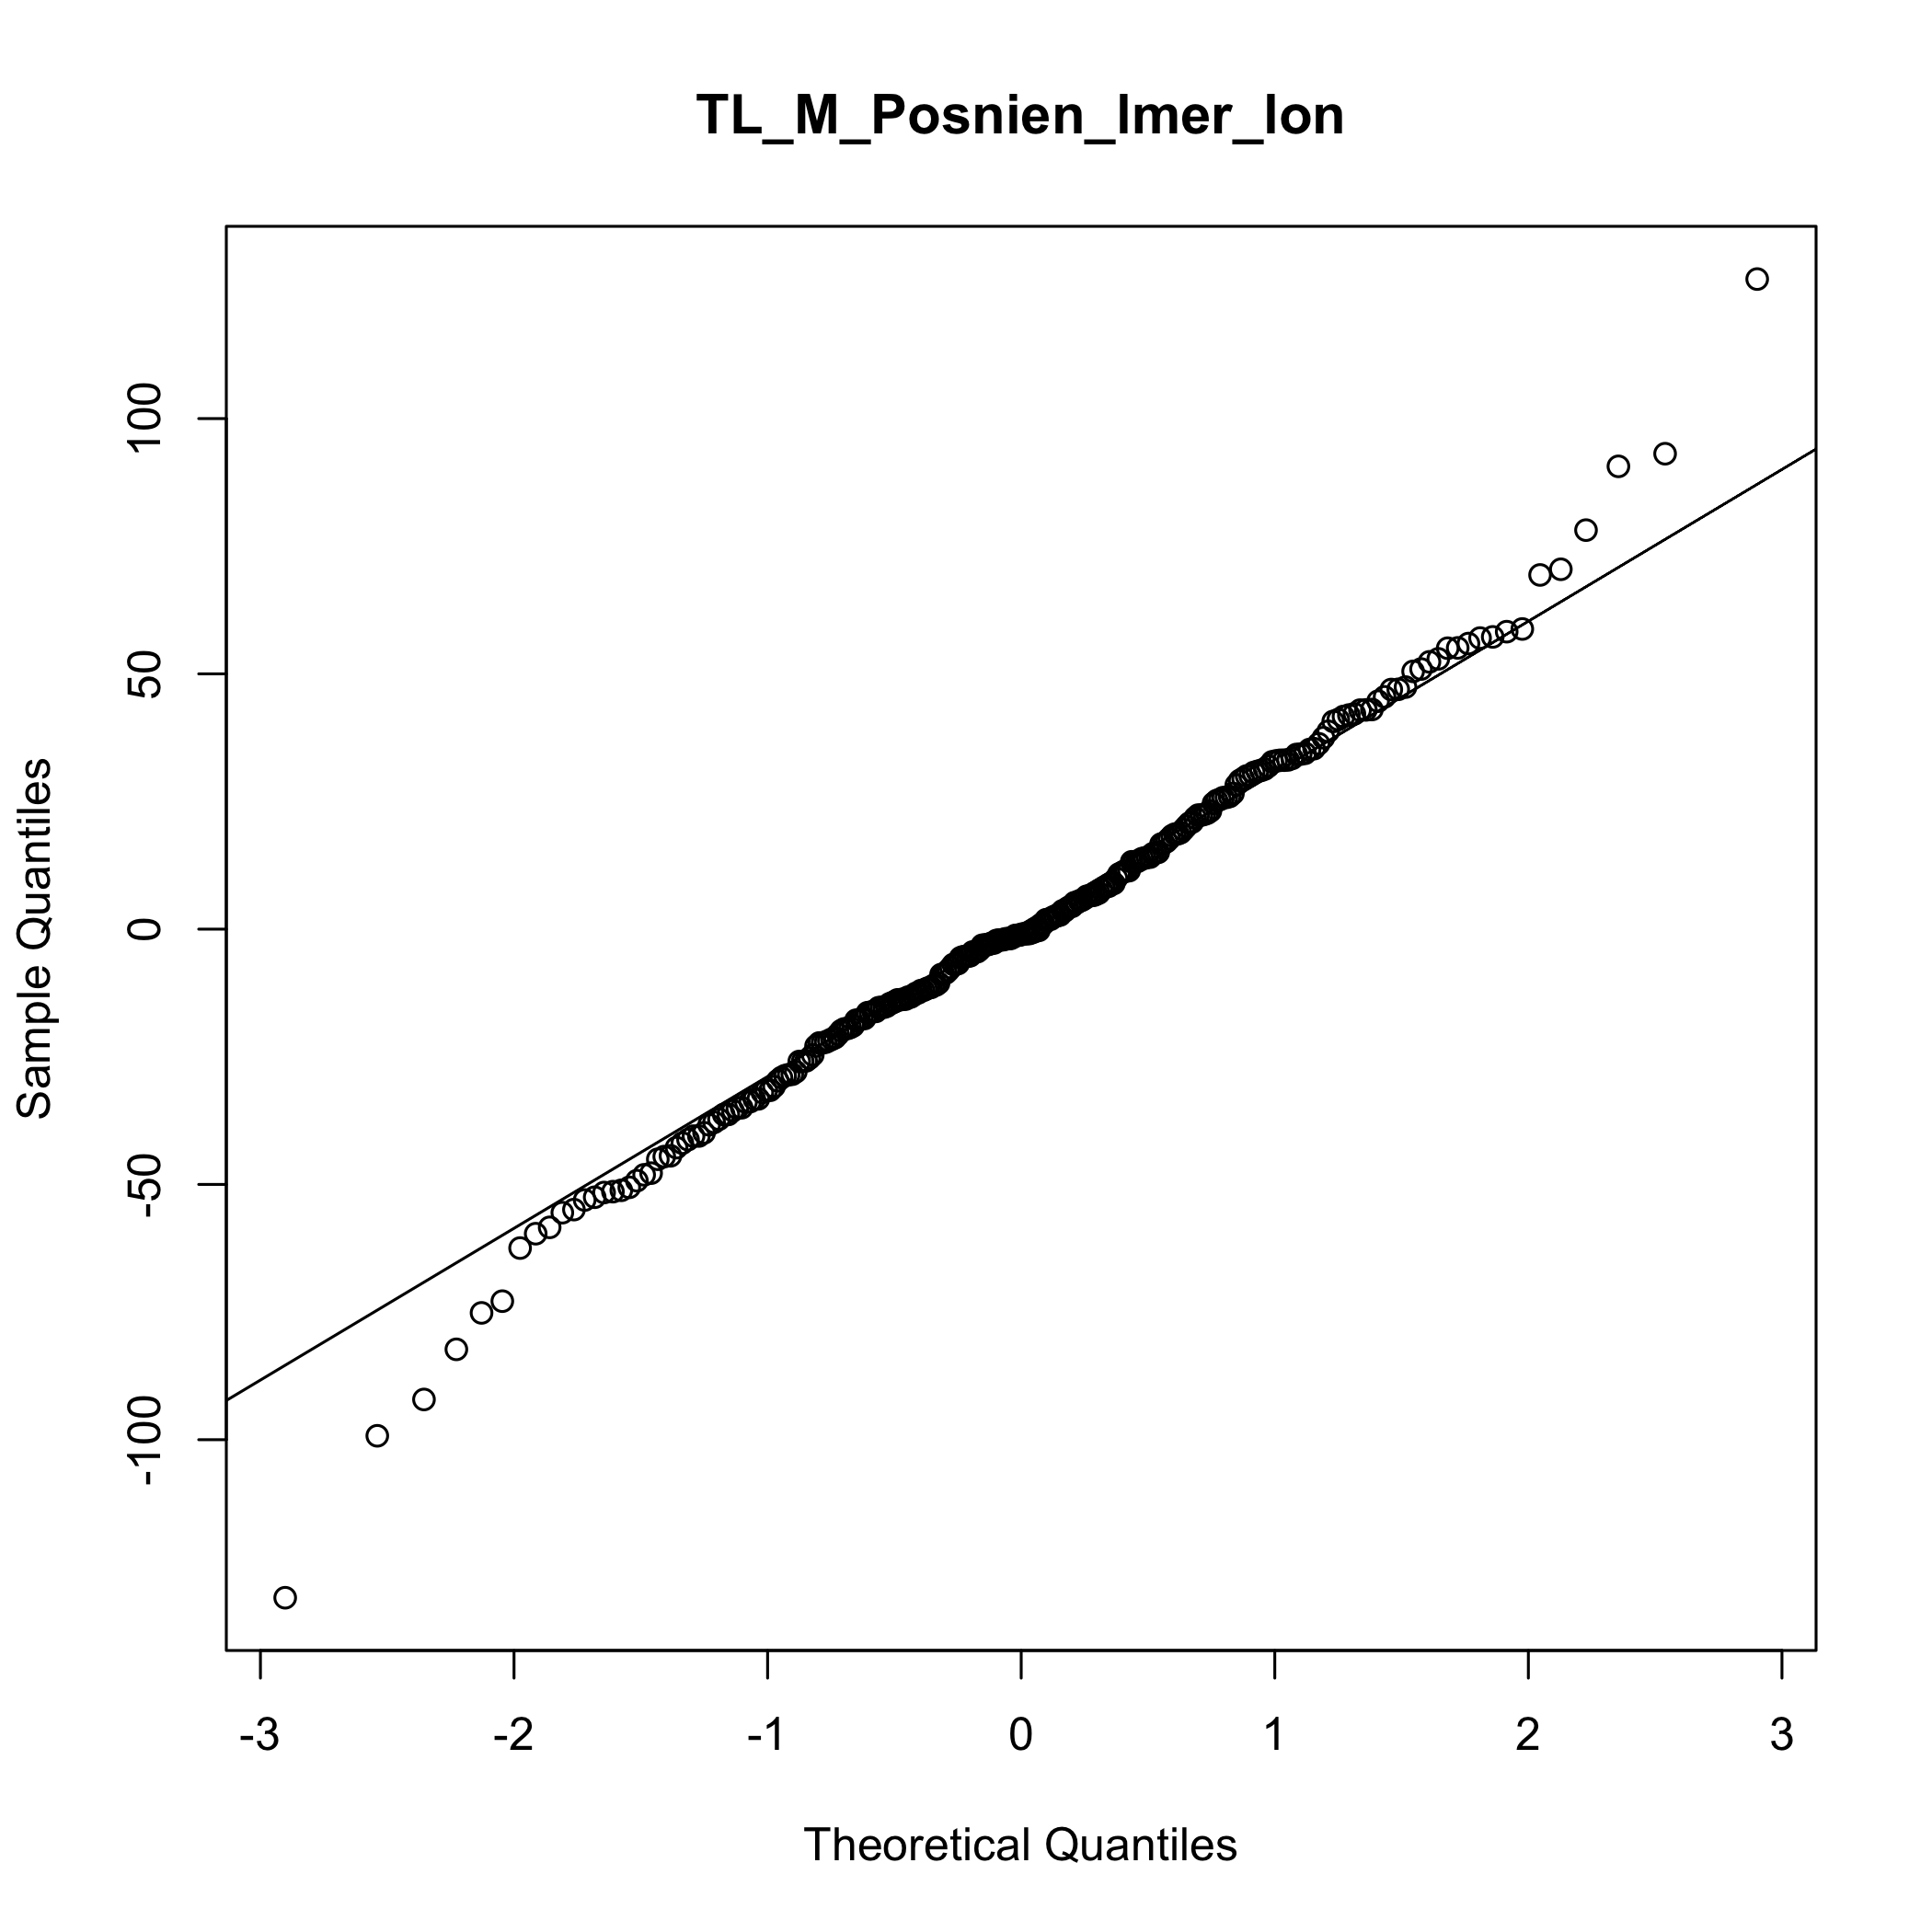 TL_M_Posnien_lmer_lon
100
50
0
-50
-100
Sample Quantiles
-3 -2 -1 0 1 2 3
Theoretical Quantiles